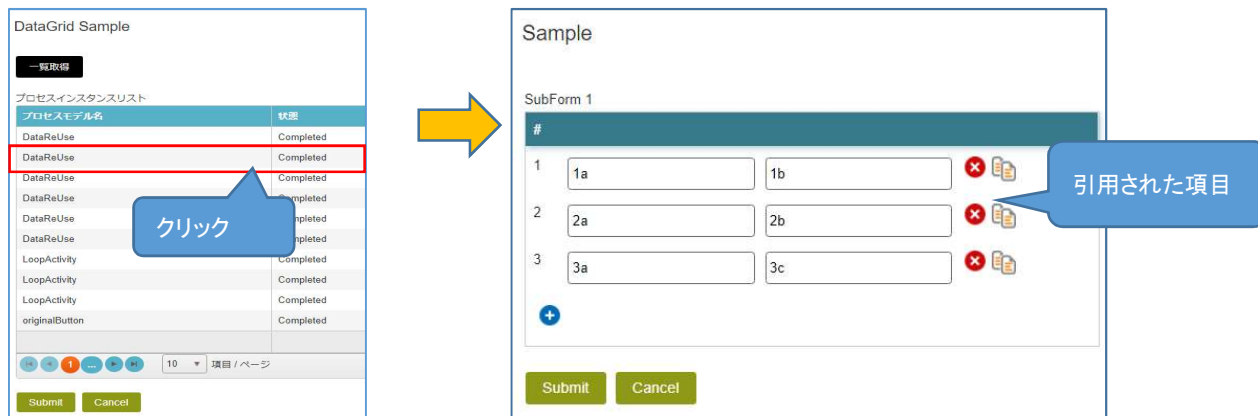 DataGrid Sample
一覧取得
プロセスインスタンスリスト
プロセスモデル名 状態
DataReUse Completed
DataReUse Completed
DataReUse Completed
DataReUse Completed
DataReUse Completed
DataReUse Completed
LoopActivity Completed
LoopActivity Completed
LoopActivity Completed
originalButton Completed
クリック
1 ... 10 項目 / ページ
Submit Cancel
Sample
SubForm 1
#
1 1a 1b
2 2a 2b
3 3a 3c
引用された項目
Submit Cancel